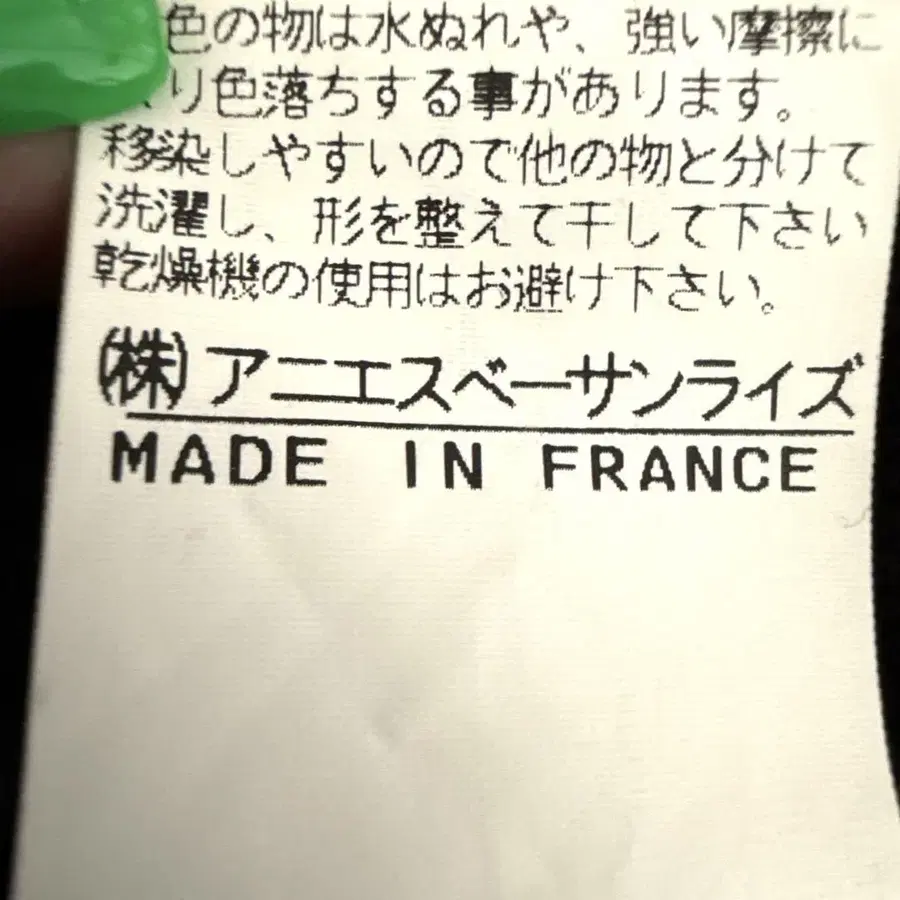 色の物は水ぬれや、強い摩擦に
り色落ちする事があります。
移染しやすいので他の物と分けて
洗濯し、形を整えて干して下さい
乾燥機の使用はお避け下さい。
(株)アニエスベーサンライズ
MADE IN FRANCE